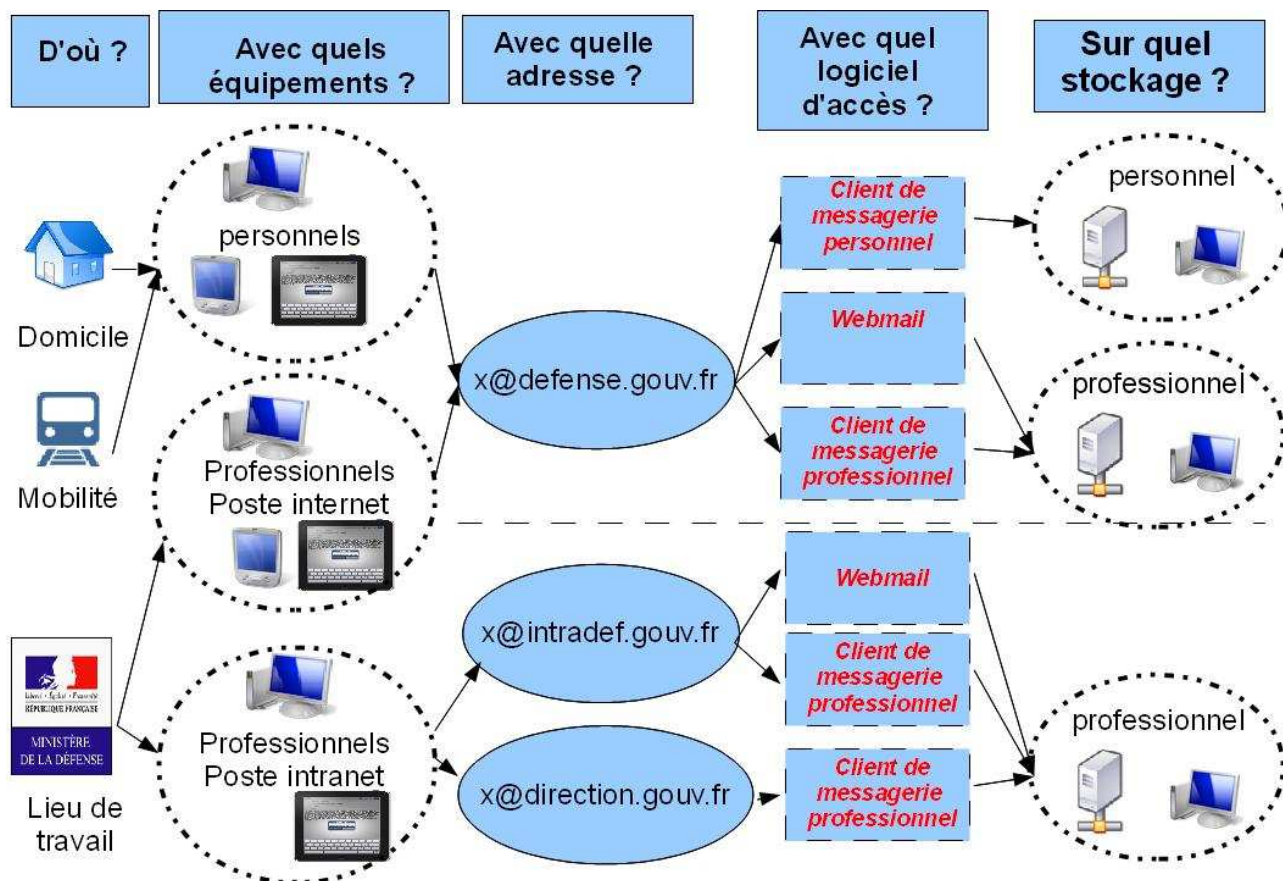 D'où ?
Avec quels
équipements ?
Avec quelle
adresse ?
Avec quel
logiciel
d'accès ?
Sur quel
stockage ?
personnels
Domicile
Mobilité
Professionnels
Poste internet
x@defense.gouv.fr
Client de
messagerie
personnel
Webmail
Client de
messagerie
professionnel
personnel
professionnel
RÉPUBLIQUE FRANÇAISE
MINISTÈRE
DE LA DÉFENSE
Lieu de
travail
Professionnels
Poste intranet
x@intradef.gouv.fr
x@direction.gouv.fr
Webmail
Client de
messagerie
professionnel
Client de
messagerie
professionnel
professionnel